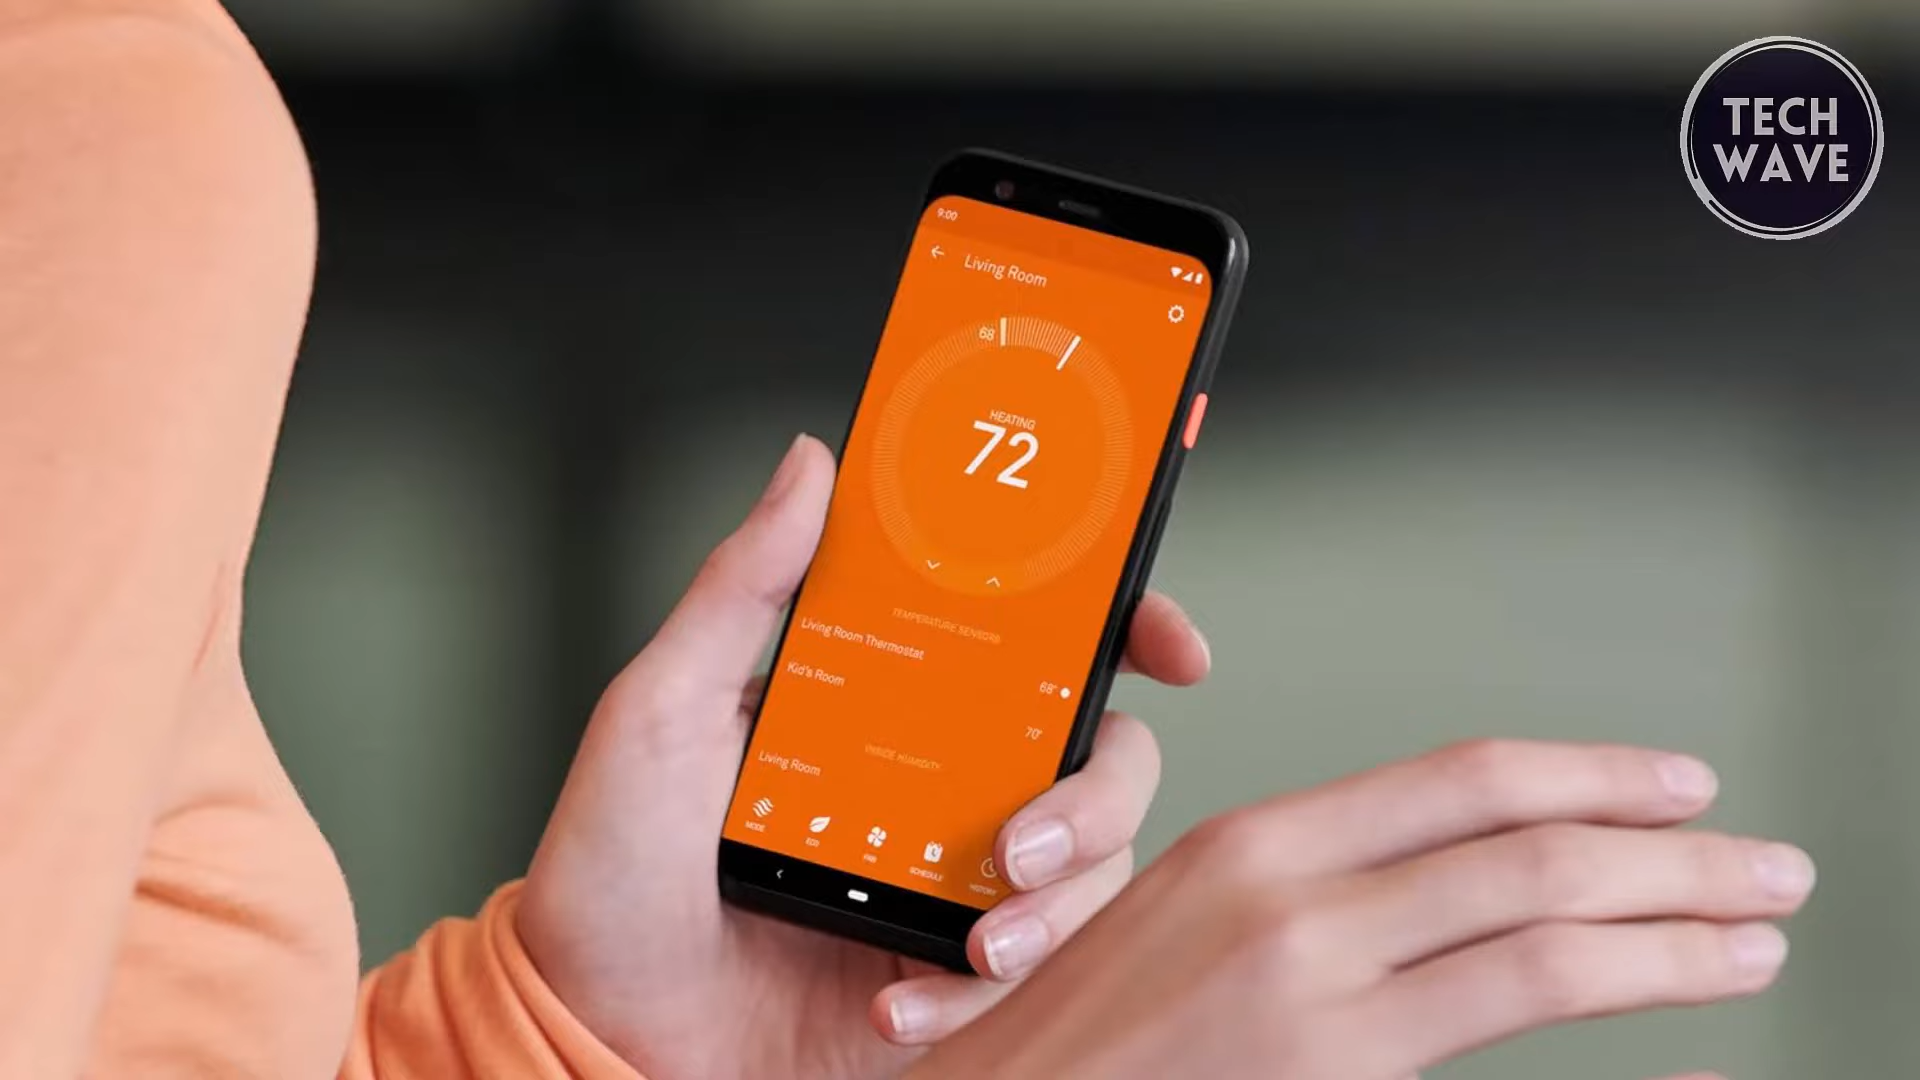 TECH
WAVE
9:00
Living Room
68
HEATING
72
TEMPERATURE SENSORS
Living Room Thermostat
68°
Kid's Room
70°
INSIDE HUMIDITY
Living Room
MODE
ECO
FAN
SCHEDULE
HISTORY